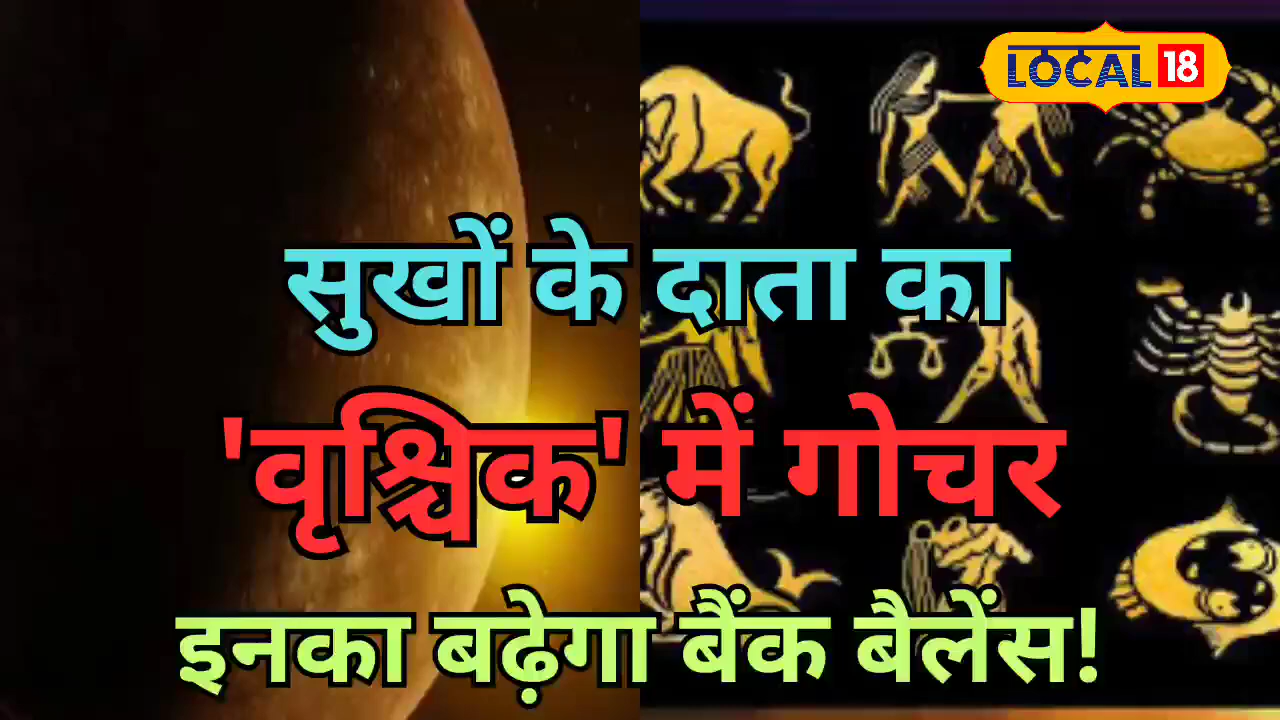 LOCAL 18
सुखों के दाता का
'वृश्चिक' में गोचर
इनका बढ़ेगा बैंक बैलेंस!